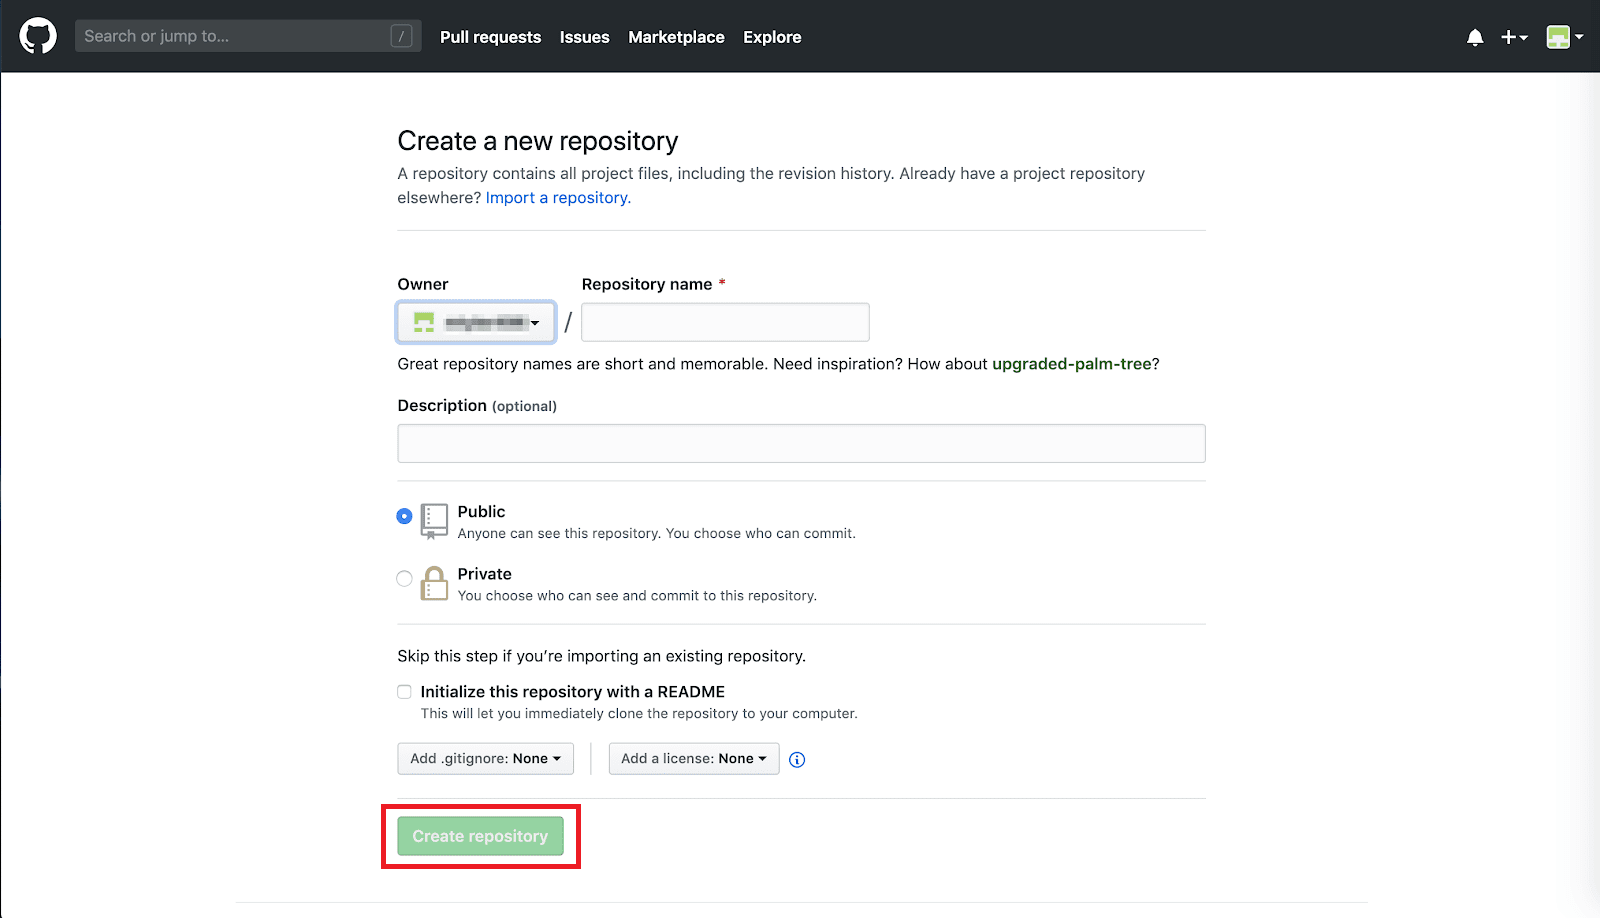 Search or jump to... /
Pull requests Issues Marketplace Explore
Create a new repository
A repository contains all project files, including the revision history. Already have a project repository
elsewhere? Import a repository.
Owner Repository name *
/
Great repository names are short and memorable. Need inspiration? How about upgraded-palm-tree?
Description (optional)
Public
Anyone can see this repository. You choose who can commit.
Private
You choose who can see and commit to this repository.
Skip this step if you’re importing an existing repository.
Initialize this repository with a README
This will let you immediately clone the repository to your computer.
Add .gitignore: None Add a license: None
Create repository